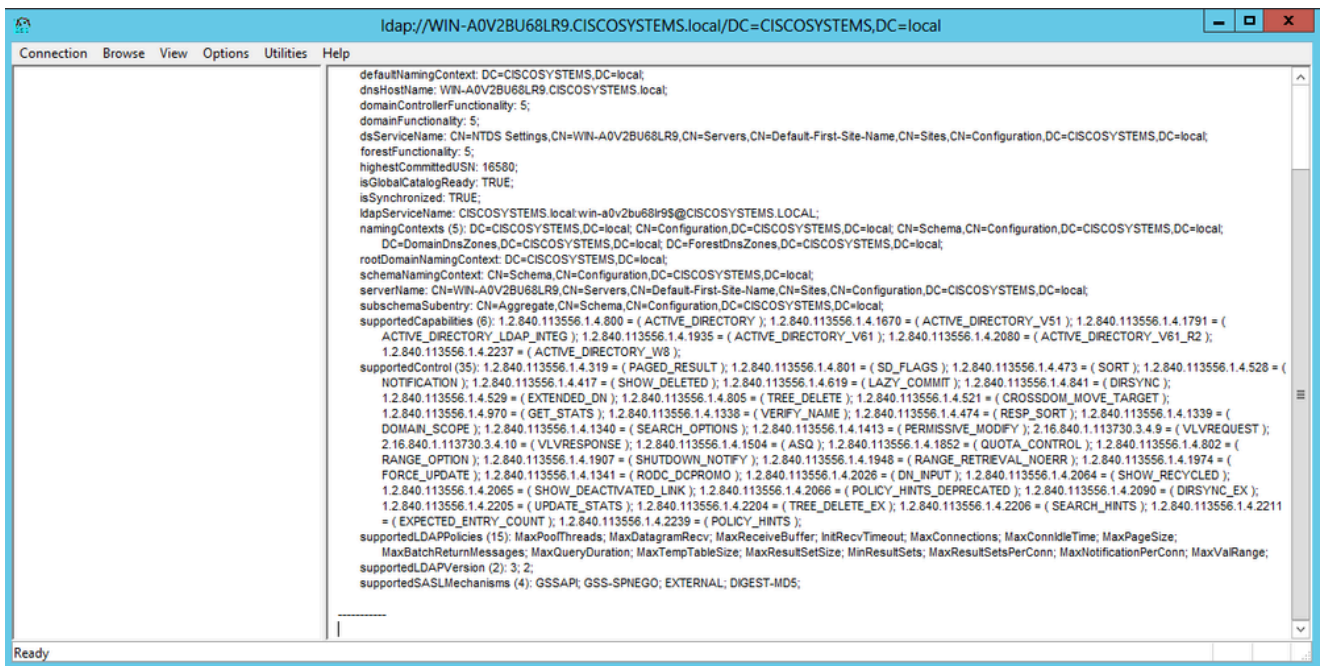 ldap://WIN-A0V2BU68LR9.CISCOSYSTEMS.local/DC=CISCOSYSTEMS,DC=local
Connection Browse View Options Utilities Help
defaultNamingContext: DC=CISCOSYSTEMS,DC=local;
dnsHostName: WIN-A0V2BU68LR9.CISCOSYSTEMS.local;
domainControllerFunctionality: 5;
domainFunctionality: 5;
dsServiceName: CN=NTDS Settings,CN=WIN-A0V2BU68LR9,CN=Servers,CN=Default-First-Site-Name,CN=Sites,CN=Configuration,DC=CISCOSYSTEMS,DC=local;
forestFunctionality: 5;
highestCommittedUSN: 16580;
isGlobalCatalogReady: TRUE;
isSynchronized: TRUE;
ldapServiceName: CISCOSYSTEMS.local:win-a0v2bu68lr9$@CISCOSYSTEMS.LOCAL;
namingContexts (5): DC=CISCOSYSTEMS,DC=local; CN=Configuration,DC=CISCOSYSTEMS,DC=local; CN=Schema,CN=Configuration,DC=CISCOSYSTEMS,DC=local;
DC=DomainDnsZones,DC=CISCOSYSTEMS,DC=local; DC=ForestDnsZones,DC=CISCOSYSTEMS,DC=local;
rootDomainNamingContext: DC=CISCOSYSTEMS,DC=local;
schemaNamingContext: CN=Schema,CN=Configuration,DC=CISCOSYSTEMS,DC=local;
serverName: CN=WIN-A0V2BU68LR9,CN=Servers,CN=Default-First-Site-Name,CN=Sites,CN=Configuration,DC=CISCOSYSTEMS,DC=local;
subschemaSubentry: CN=Aggregate,CN=Schema,CN=Configuration,DC=CISCOSYSTEMS,DC=local;
supportedCapabilities (6): 1.2.840.113556.1.4.800 = ( ACTIVE_DIRECTORY ); 1.2.840.113556.1.4.1670 = ( ACTIVE_DIRECTORY_V51 ); 1.2.840.113556.1.4.1791 = (
ACTIVE_DIRECTORY_LDAP_INTEG ); 1.2.840.113556.1.4.1935 = ( ACTIVE_DIRECTORY_V61 ); 1.2.840.113556.1.4.2080 = ( ACTIVE_DIRECTORY_V61_R2 );
1.2.840.113556.1.4.2237 = ( ACTIVE_DIRECTORY_W8 );
supportedControl (35): 1.2.840.113556.1.4.319 = ( PAGED_RESULT ); 1.2.840.113556.1.4.801 = ( SD_FLAGS ); 1.2.840.113556.1.4.473 = ( SORT ); 1.2.840.113556.1.4.528 = (
NOTIFICATION ); 1.2.840.113556.1.4.417 = ( SHOW_DELETED ); 1.2.840.113556.1.4.619 = ( LAZY_COMMIT ); 1.2.840.113556.1.4.841 = ( DIRSYNC );
1.2.840.113556.1.4.529 = ( EXTENDED_DN ); 1.2.840.113556.1.4.805 = ( TREE_DELETE ); 1.2.840.113556.1.4.521 = ( CROSSDOM_MOVE_TARGET );
1.2.840.113556.1.4.970 = ( GET_STATS ); 1.2.840.113556.1.4.1338 = ( VERIFY_NAME ); 1.2.840.113556.1.4.474 = ( RESP_SORT ); 1.2.840.113556.1.4.1339 = (
DOMAIN_SCOPE ); 1.2.840.113556.1.4.1340 = ( SEARCH_OPTIONS ); 1.2.840.113556.1.4.1413 = ( PERMISSIVE_MODIFY ); 2.16.840.1.113730.3.4.9 = ( VLVREQUEST );
2.16.840.1.113730.3.4.10 = ( VLVRESPONSE ); 1.2.840.113556.1.4.1504 = ( ASQ ); 1.2.840.113556.1.4.1852 = ( QUOTA_CONTROL ); 1.2.840.113556.1.4.802 = (
RANGE_OPTION ); 1.2.840.113556.1.4.1907 = ( SHUTDOWN_NOTIFY ); 1.2.840.113556.1.4.1948 = ( RANGE_RETRIEVAL_NOERR ); 1.2.840.113556.1.4.1974 = (
FORCE_UPDATE ); 1.2.840.113556.1.4.1341 = ( RODC_DCPROMO ); 1.2.840.113556.1.4.2026 = ( DN_INPUT ); 1.2.840.113556.1.4.2064 = ( SHOW_RECYCLED );
1.2.840.113556.1.4.2065 = ( SHOW_DEACTIVATED_LINK ); 1.2.840.113556.1.4.2066 = ( POLICY_HINTS_DEPRECATED ); 1.2.840.113556.1.4.2090 = ( DIRSYNC_EX );
1.2.840.113556.1.4.2205 = ( UPDATE_STATS ); 1.2.840.113556.1.4.2204 = ( TREE_DELETE_EX ); 1.2.840.113556.1.4.2206 = ( SEARCH_HINTS ); 1.2.840.113556.1.4.2211
= ( EXPECTED_ENTRY_COUNT ); 1.2.840.113556.1.4.2239 = ( POLICY_HINTS );
supportedLDAPPolicies (15): MaxPoolThreads; MaxDatagramRecv; MaxReceiveBuffer; InitRecvTimeout; MaxConnections; MaxConnIdleTime; MaxPageSize;
MaxBatchReturnMessages; MaxQueryDuration; MaxTempTableSize; MaxResultSetSize; MinResultSets; MaxResultSetsPerConn; MaxNotificationPerConn; MaxValRange;
supportedLDAPVersion (2): 3; 2;
supportedSASLMechanisms (4): GSSAPI; GSS-SPNEGO; EXTERNAL; DIGEST-MD5;
-----------
Ready